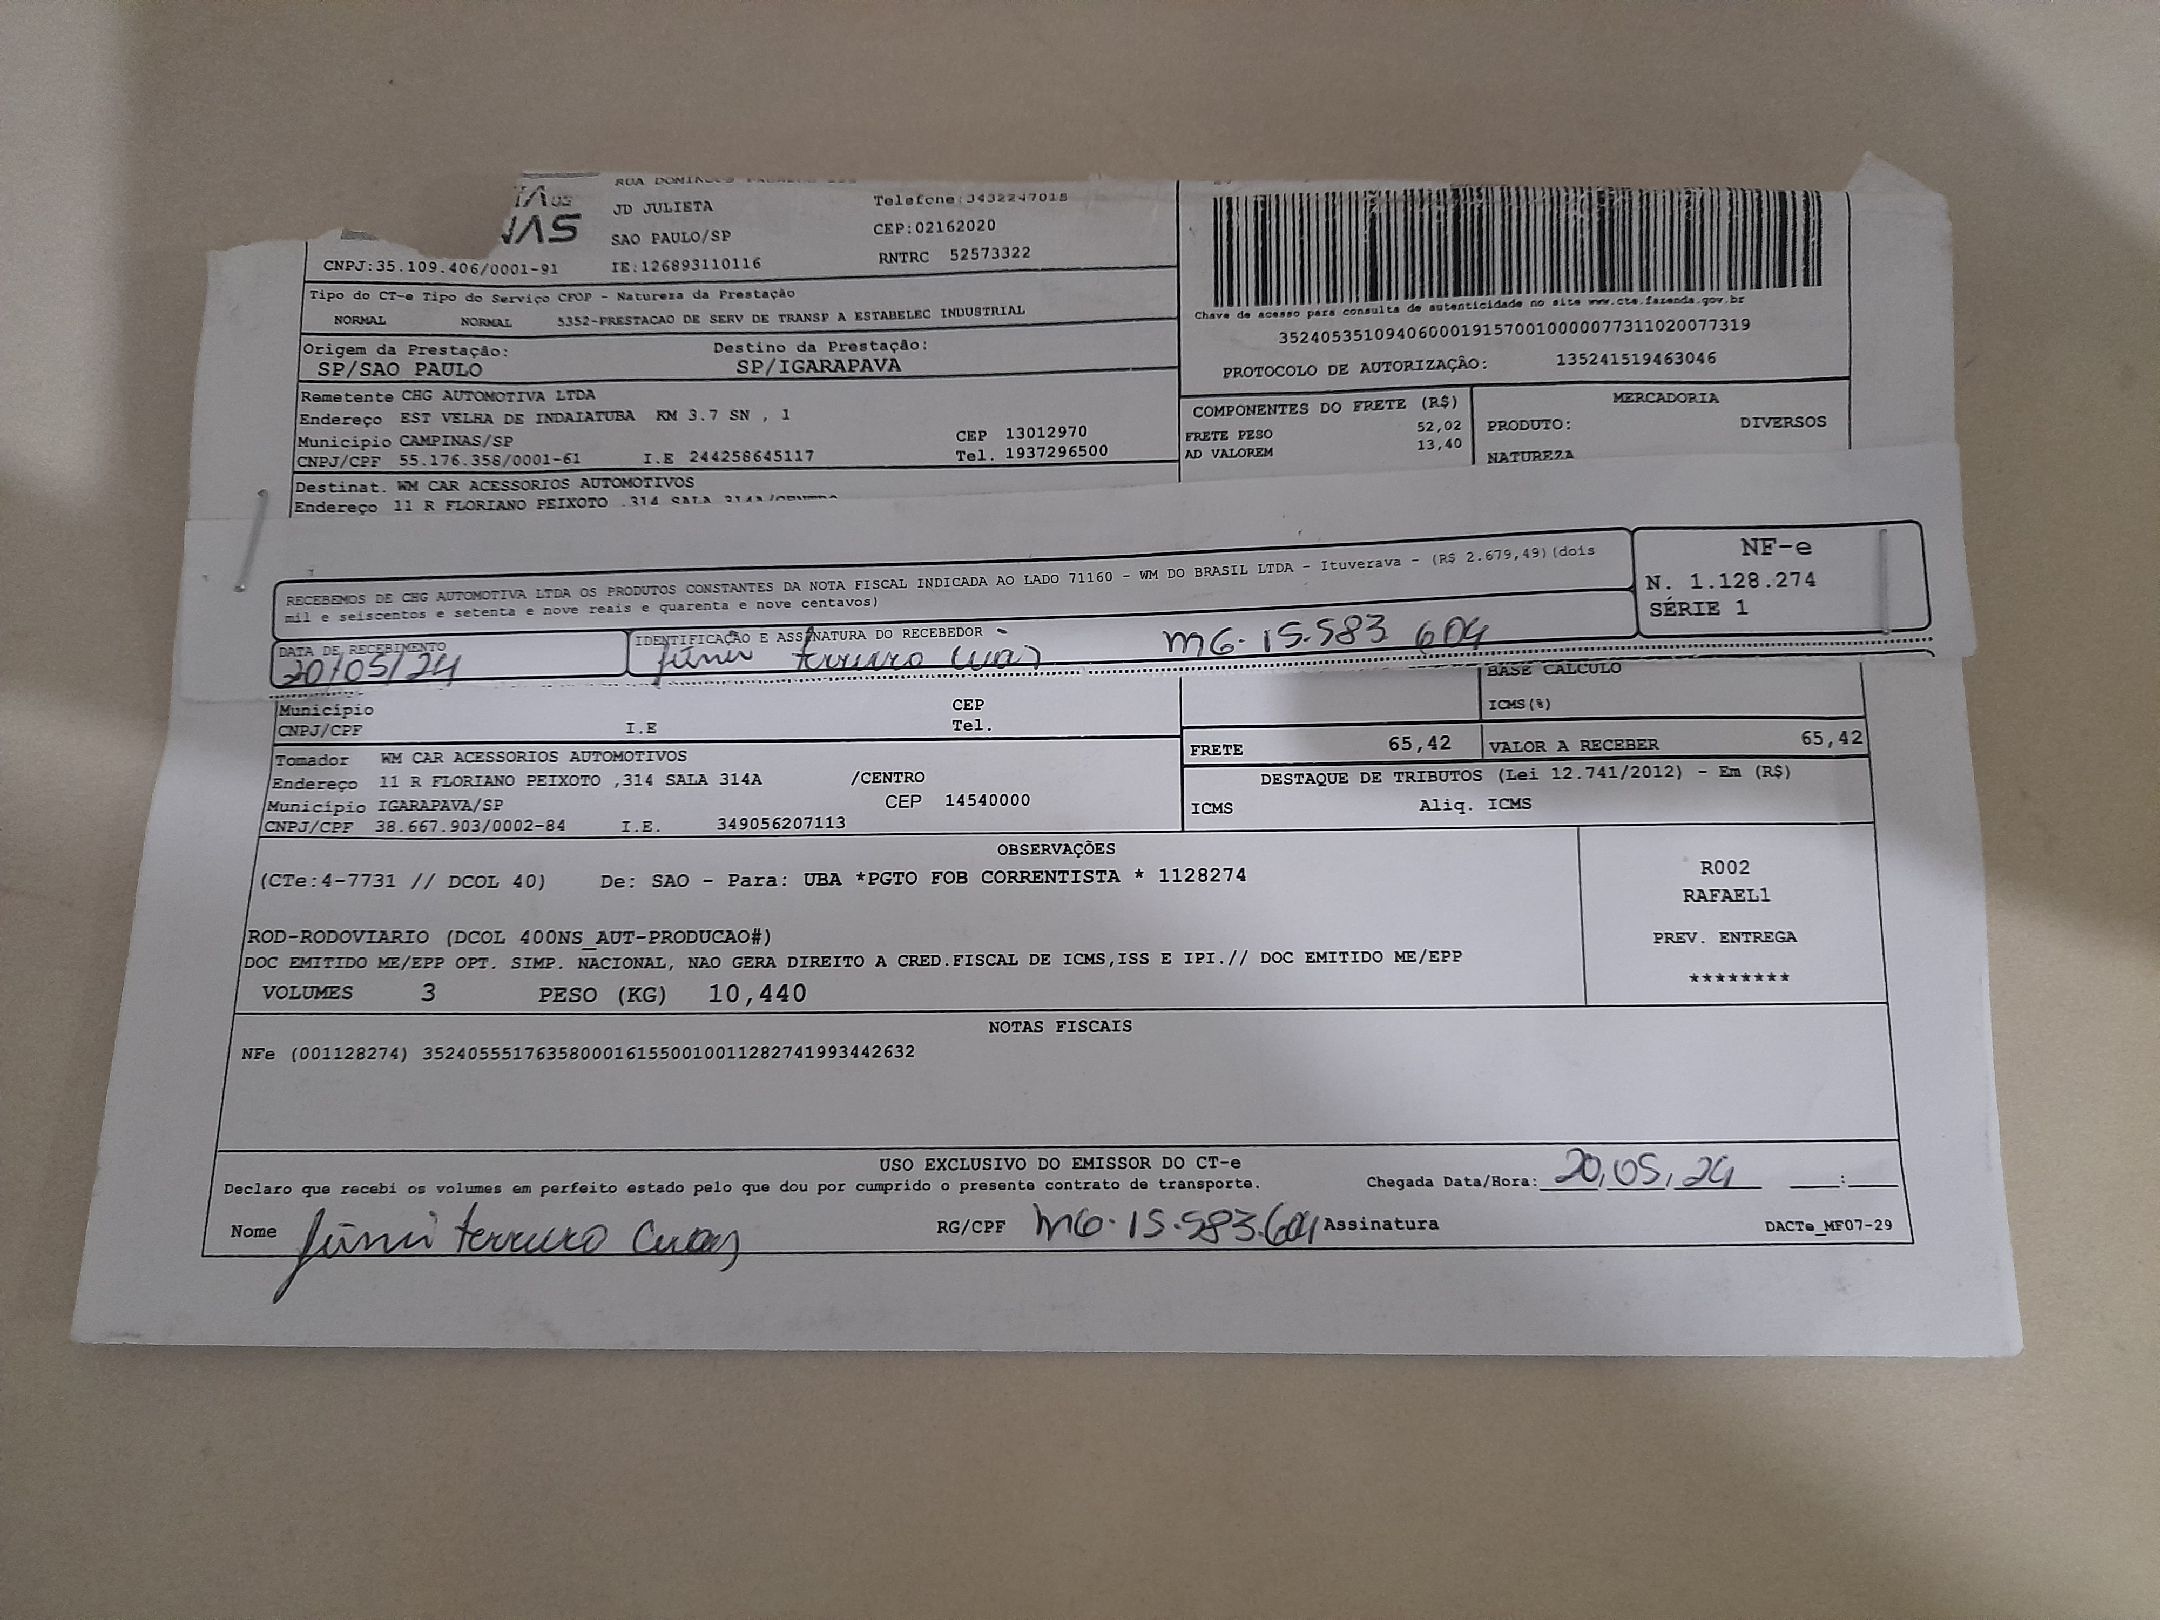 JD JULIETA
SAO PAULO/SP
CNPJ:35.109.406/0001-91 IE:126893110116
Telefone:3432247018
CEP:02162020
RNTRC 52573322
Tipo do CT-e Tipo do Serviço CFOP - Natureza da Prestação
NORMAL NORMAL 5352-PRESTACAO DE SERV DE TRANSP A ESTABELEC INDUSTRIAL
Origem da Prestação: Destino da Prestação:
SP/SAO PAULO SP/IGARAPAVA
Chave de acesso para consulta de autenticidade no site www.cte.fazenda.gov.br
35240535109406000191570010000077311020077319
PROTOCOLO DE AUTORIZAÇÃO: 135241519463046
Remetente CHG AUTOMOTIVA LTDA
Endereço EST VELHA DE INDAIATUBA KM 3.7 SN , 1
Município CAMPINAS/SP CEP 13012970
CNPJ/CPF 55.176.358/0001-61 I.E 244258645117 Tel. 1937296500
COMPONENTES DO FRETE (R$)
FRETE PESO 52,02
AD VALOREM 13,40
MERCADORIA
PRODUTO: DIVERSOS
NATUREZA
Destinat. WM CAR ACESSORIOS AUTOMOTIVOS
Endereço 11 R FLORIANO PEIXOTO ,314 SALA 314A/CENTRO
RECEBEMOS DE CHG AUTOMOTIVA LTDA OS PRODUTOS CONSTANTES DA NOTA FISCAL INDICADA AO LADO 71160 - WM DO BRASIL LTDA - Ituverava - (R$ 2.679,49) (dois
mil e seiscentos e setenta e nove reais e quarenta e nove centavos)
NF-e
N. 1.128.274
SÉRIE 1
DATA DE RECEBIMENTO IDENTIFICAÇÃO E ASSINATURA DO RECEBEDOR
20/05/24 MG.15.583 604
Município CEP
CNPJ/CPF I.E Tel.
BASE CALCULO
ICMS(%)
FRETE 65,42 VALOR A RECEBER 65,42
Tomador WM CAR ACESSORIOS AUTOMOTIVOS
Endereço 11 R FLORIANO PEIXOTO ,314 SALA 314A /CENTRO
Município IGARAPAVA/SP CEP 14540000
CNPJ/CPF 38.667.903/0002-84 I.E. 349056207113
DESTAQUE DE TRIBUTOS (Lei 12.741/2012) - Em (R$)
ICMS Aliq. ICMS
OBSERVAÇÕES
(CTe:4-7731 // DCOL 40) De: SAO - Para: UBA *PGTO FOB CORRENTISTA * 1128274
ROD-RODOVIARIO (DCOL 400NS_AUT-PRODUCAO#)
DOC EMITIDO ME/EPP OPT. SIMP. NACIONAL, NAO GERA DIREITO A CRED.FISCAL DE ICMS,ISS E IPI.// DOC EMITIDO ME/EPP
VOLUMES 3 PESO (KG) 10,440
R002
RAFAEL1
PREV. ENTREGA
********
NOTAS FISCAIS
NFe (001128274) 35240555176358000161550010011282741993442632
USO EXCLUSIVO DO EMISSOR DO CT-e
Declaro que recebi os volumes em perfeito estado pelo que dou por cumprido o presente contrato de transporte. Chegada Data/Hora: 20,05,24 __:__
Nome RG/CPF MG.15.583.604 Assinatura DACTe_MF07-29